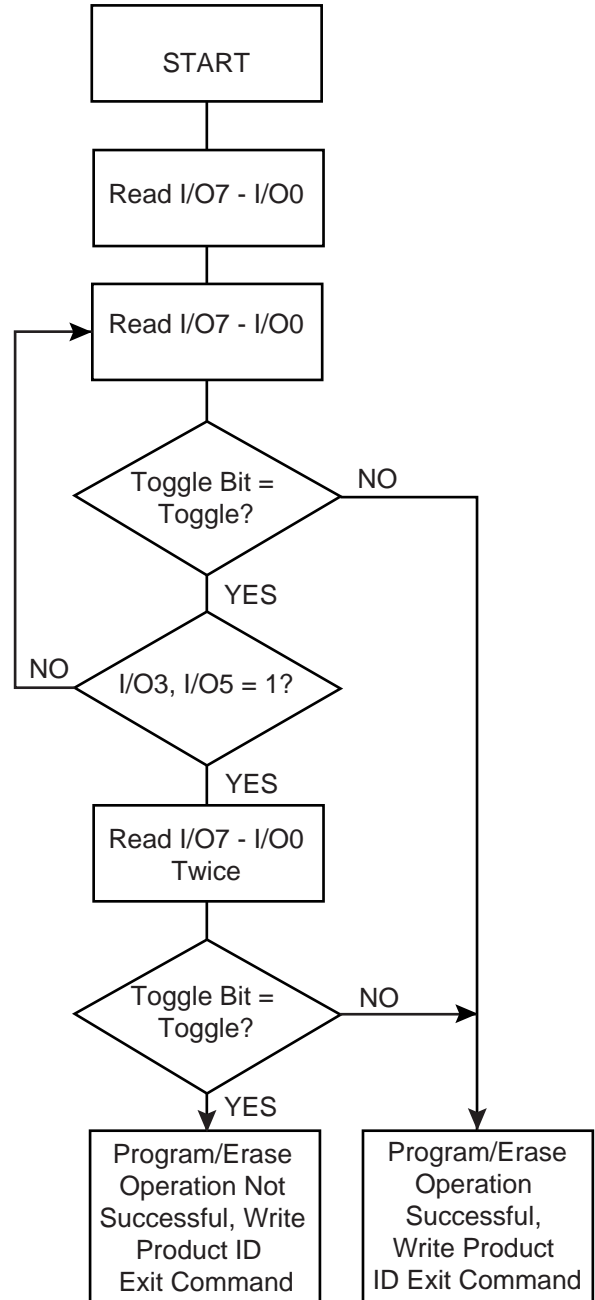 START
Read I/O7 - I/O0
Read I/O7 - I/O0
Toggle Bit =
Toggle?
NO
YES
NO
I/O3, I/O5 = 1?
YES
Read I/O7 - I/O0
Twice
Toggle Bit =
Toggle?
NO
YES
Program/Erase
Operation Not
Successful, Write
Product ID
Exit Command
Program/Erase
Operation
Successful,
Write Product
ID Exit Command